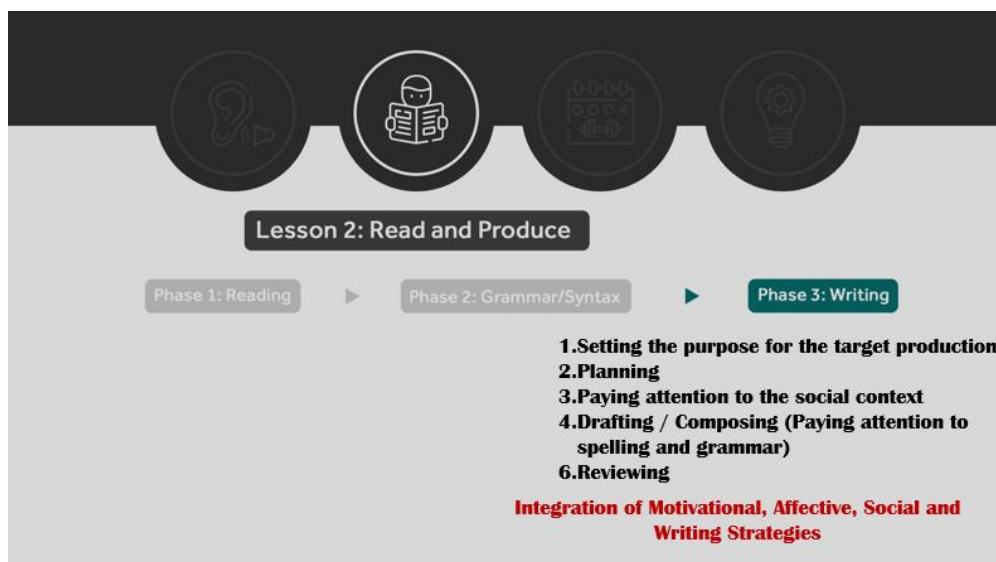 Lesson 2: Read and Produce
Phase 1: Reading
Phase 2: Grammar/Syntax
Phase 3: Writing
1.Setting the purpose for the target production
2.Planning
3.Paying attention to the social context
4.Drafting / Composing (Paying attention to
spelling and grammar)
6.Reviewing
Integration of Motivational, Affective, Social and
Writing Strategies